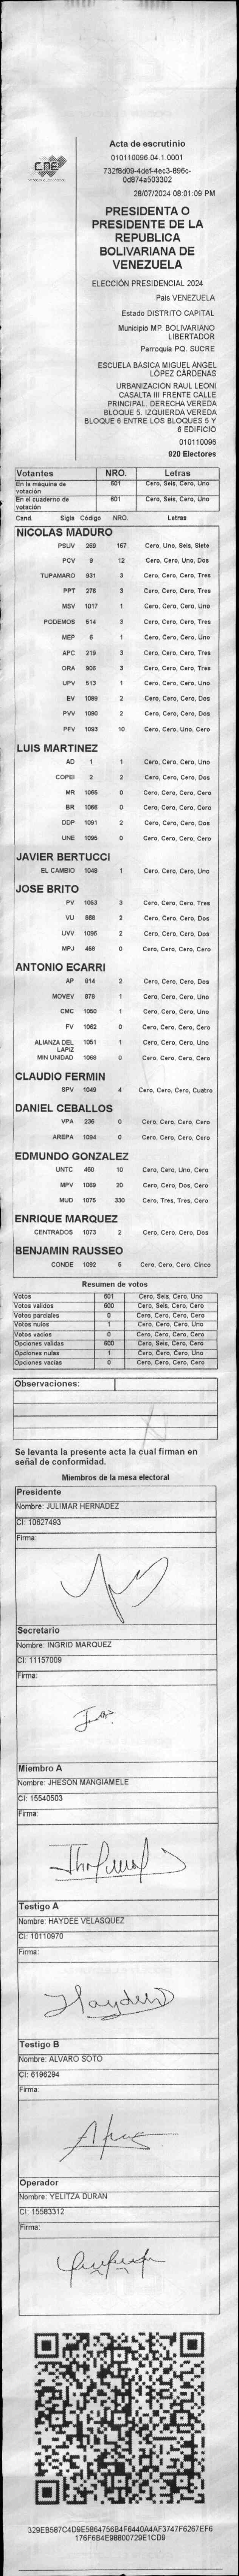 CNE
Acta de escrutinio
010110096.04.1.0001
732f8d09-4def-4ec3-896c-
0d874a503302
28/07/2024 08:01:09 PM
PRESIDENTA O
PRESIDENTE DE LA
REPUBLICA
BOLIVARIANA DE
VENEZUELA
ELECCIÓN PRESIDENCIAL 2024
Pais VENEZUELA
Estado DISTRITO CAPITAL
Municipio MP. BOLIVARIANO
LIBERTADOR
Parroquia PQ. SUCRE
ESCUELA BÁSICA MIGUEL ÁNGEL
LÓPEZ CÁRDENAS
URBANIZACION RAUL LEONI
CASALTA III FRENTE CALLE
PRINCIPAL. DERECHA VEREDA
BLOQUE 5. IZQUIERDA VEREDA
BLOQUE 6 ENTRE LOS BLOQUES 5 Y
6 EDIFICIO
010110096
920 Electores
Votantes NRO. Letras
En la máquina de votación 601 Cero, Seis, Cero, Uno
En el cuaderno de votación 601 Cero, Seis, Cero, Uno
Cand. Sigla Código NRO. Letras
NICOLAS MADURO
PSUV 269 167 Cero, Uno, Seis, Siete
PCV 9 12 Cero, Cero, Uno, Dos
TUPAMARO 931 3 Cero, Cero, Cero, Tres
PPT 276 3 Cero, Cero, Cero, Tres
MSV 1017 1 Cero, Cero, Cero, Uno
PODEMOS 514 3 Cero, Cero, Cero, Tres
MEP 6 1 Cero, Cero, Cero, Uno
APC 219 3 Cero, Cero, Cero, Tres
ORA 906 3 Cero, Cero, Cero, Tres
UPV 513 1 Cero, Cero, Cero, Uno
EV 1089 2 Cero, Cero, Cero, Dos
PVV 1090 2 Cero, Cero, Cero, Dos
PFV 1093 10 Cero, Cero, Uno, Cero
LUIS MARTINEZ
AD 1 1 Cero, Cero, Cero, Uno
COPEI 2 2 Cero, Cero, Cero, Dos
MR 1065 0 Cero, Cero, Cero, Cero
BR 1066 0 Cero, Cero, Cero, Cero
DDP 1091 2 Cero, Cero, Cero, Dos
UNE 1095 0 Cero, Cero, Cero, Cero
JAVIER BERTUCCI
EL CAMBIO 1048 1 Cero, Cero, Cero, Uno
JOSE BRITO
PV 1053 3 Cero, Cero, Cero, Tres
VU 868 2 Cero, Cero, Cero, Dos
UVV 1096 2 Cero, Cero, Cero, Dos
MPJ 458 0 Cero, Cero, Cero, Cero
ANTONIO ECARRI
AP 814 2 Cero, Cero, Cero, Dos
MOVEV 876 1 Cero, Cero, Cero, Uno
CMC 1050 1 Cero, Cero, Cero, Uno
FV 1062 0 Cero, Cero, Cero, Cero
ALIANZA DEL LAPIZ 1051 1 Cero, Cero, Cero, Uno
MIN UNIDAD 1068 0 Cero, Cero, Cero, Cero
CLAUDIO FERMIN
SPV 1049 4 Cero, Cero, Cero, Cuatro
DANIEL CEBALLOS
VPA 236 0 Cero, Cero, Cero, Cero
AREPA 1094 0 Cero, Cero, Cero, Cero
EDMUNDO GONZALEZ
UNTC 460 10 Cero, Cero, Uno, Cero
MPV 1069 20 Cero, Cero, Dos, Cero
MUD 1075 330 Cero, Tres, Tres, Cero
ENRIQUE MARQUEZ
CENTRADOS 1073 2 Cero, Cero, Cero, Dos
BENJAMIN RAUSSEO
CONDE 1092 5 Cero, Cero, Cero, Cinco
Resumen de votos
Votos 601 Cero, Seis, Cero, Uno
Votos validos 600 Cero, Seis, Cero, Cero
Votos parciales 0 Cero, Cero, Cero, Cero
Votos nulos 1 Cero, Cero, Cero, Uno
Votos vacios 0 Cero, Cero, Cero, Cero
Opciones validas 600 Cero, Seis, Cero, Cero
Opciones nulas 1 Cero, Cero, Cero, Uno
Opciones vacias 0 Cero, Cero, Cero, Cero
Observaciones:
Se levanta la presente acta la cual firman en
señal de conformidad.
Miembros de la mesa electoral
Presidente
Nombre: JULIMAR HERNADEZ
CI: 10627493
Firma:
Secretario
Nombre: INGRID MARQUEZ
CI: 11157009
Firma:
Miembro A
Nombre: JHESON MANGIAMELE
CI: 15540503
Firma:
Testigo A
Nombre: HAYDEE VELASQUEZ
CI: 10110970
Firma:
Testigo B
Nombre: ALVARO SOTO
CI: 6196294
Firma:
Operador
Nombre: YELITZA DURAN
CI: 15583312
Firma:
329EB587C4D9E5864756B4F6440A4AF3747F6267EF6
176F6B4E98800729E1CD9